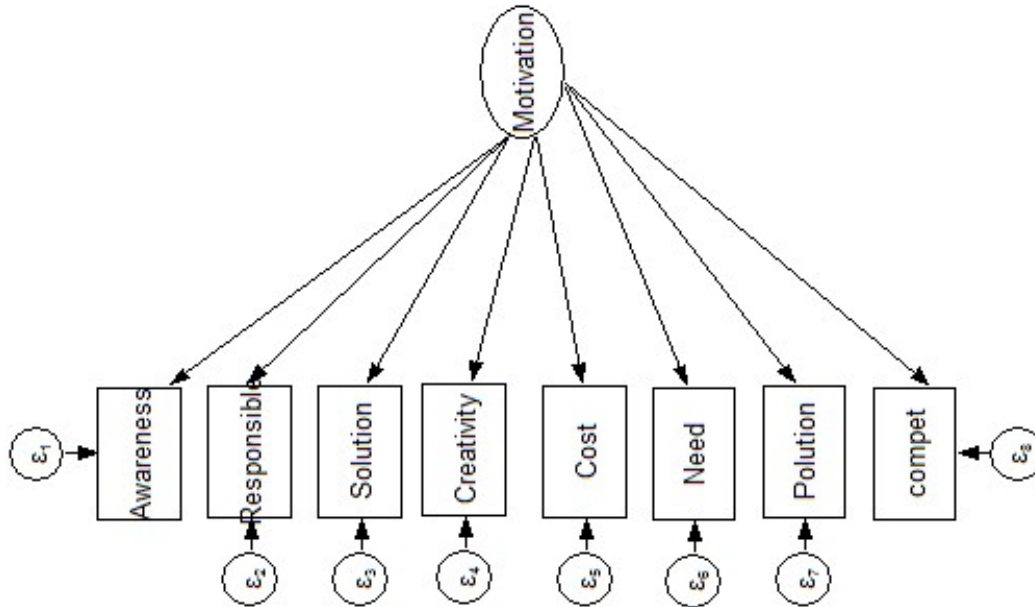 Motivation
Awareness
Responsible
Solution
Creativity
Cost
Need
Polution
compet
ε₁
ε₂
ε₃
ε₄
ε₅
ε₆
ε₇
ε₈